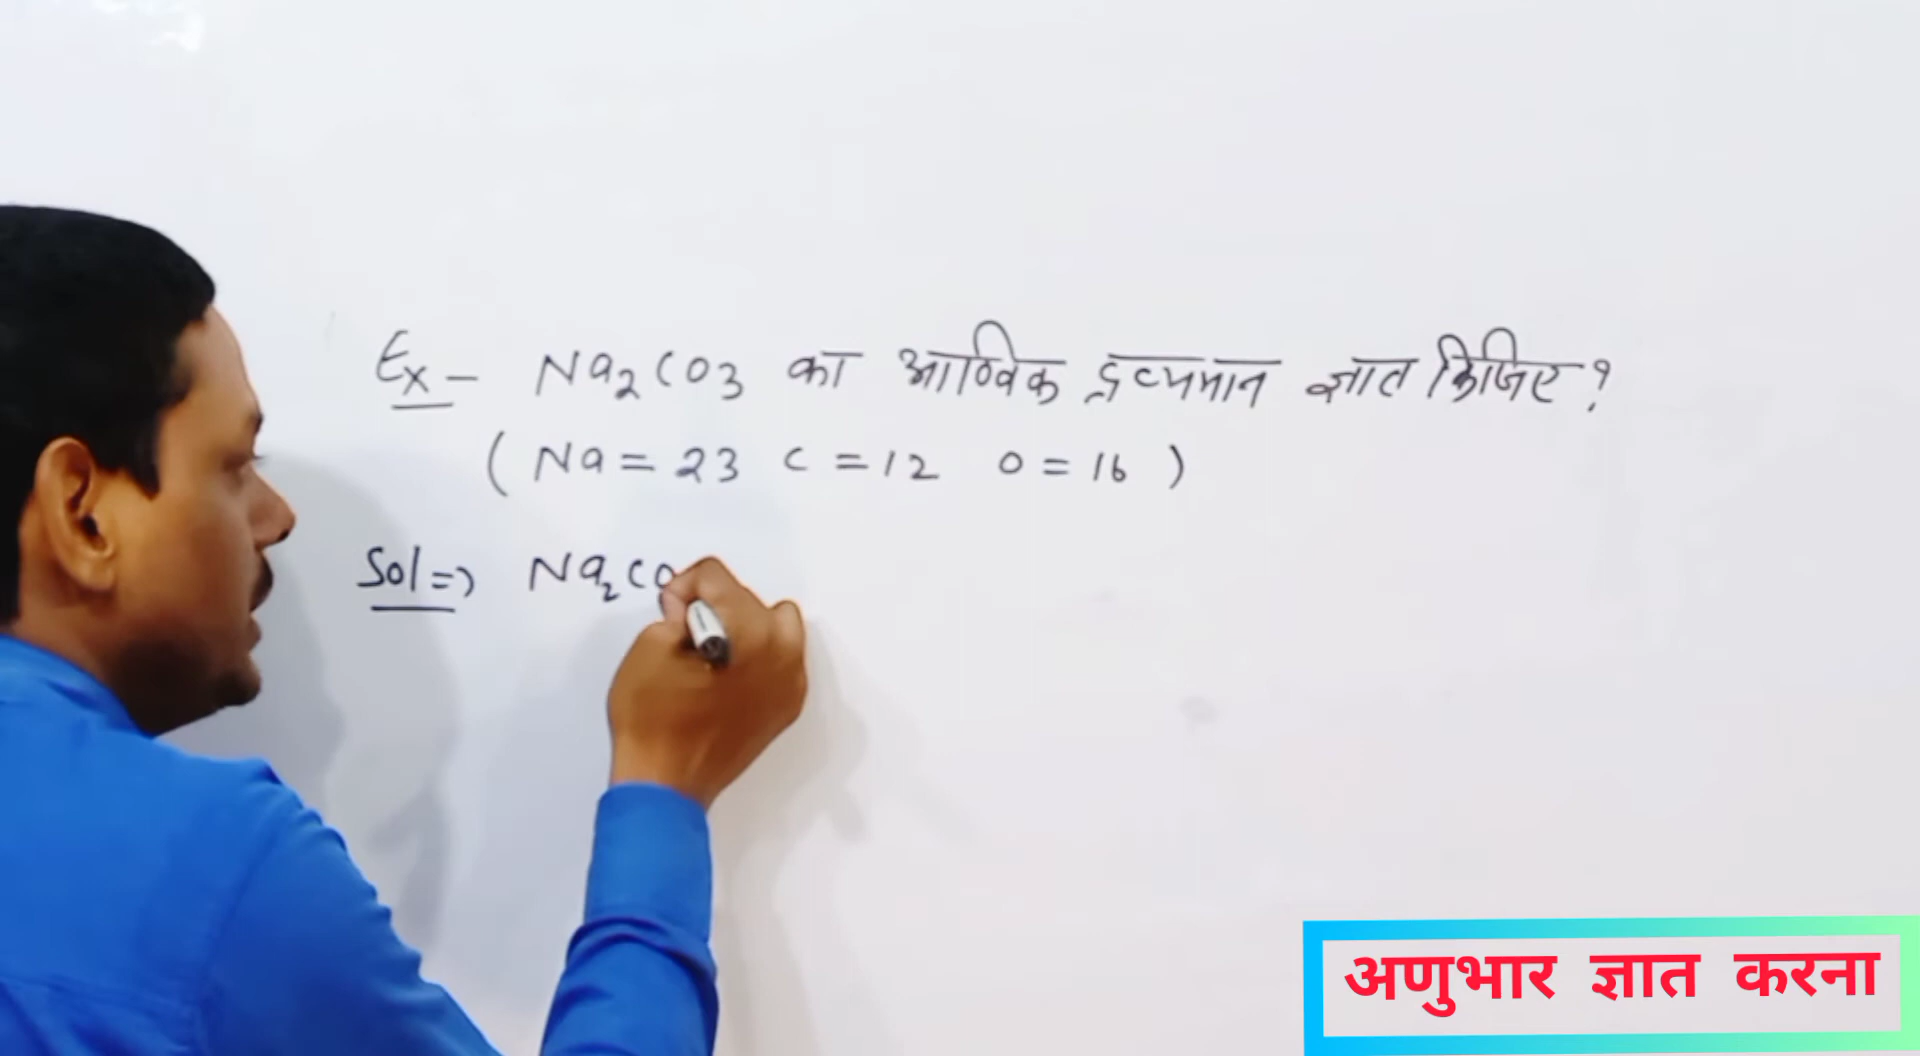 Ex - Na2CO3 का आण्विक द्रव्यमान ज्ञात किजिए ?
( Na = 23 C = 12 O = 16 )
Sol => Na2CO
अणुभार ज्ञात करना